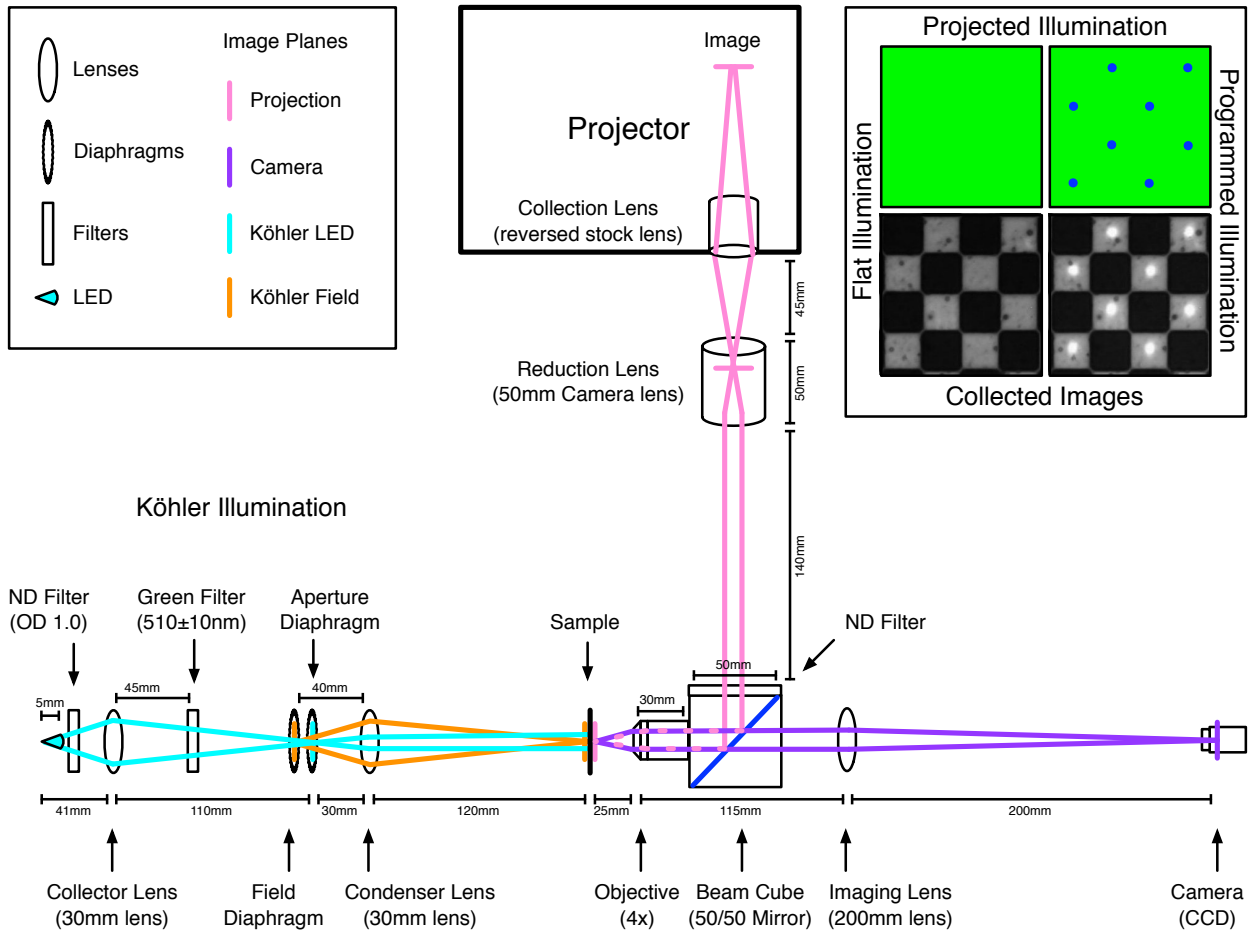 Image Planes
Lenses
Diaphragms
Filters
LED
Projection
Camera
Köhler LED
Köhler Field
Image
Projector
Collection Lens
(reversed stock lens)
45mm
Reduction Lens
(50mm Camera lens)
50mm
140mm
Projected Illumination
Flat Illumination
Programmed Illumination
Collected Images
Köhler Illumination
ND Filter
(OD 1.0)
Green Filter
(510±10nm)
Aperture
Diaphragm
Sample
ND Filter
5mm
45mm
40mm
30mm
50mm
41mm
110mm
30mm
120mm
25mm
115mm
200mm
Collector Lens
(30mm lens)
Field
Diaphragm
Condenser Lens
(30mm lens)
Objective
(4x)
Beam Cube
(50/50 Mirror)
Imaging Lens
(200mm lens)
Camera
(CCD)